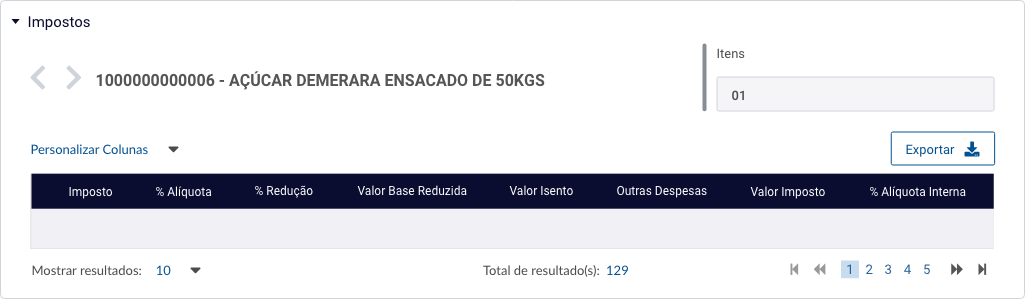 Impostos
1000000000006 - AÇÚCAR DEMERARA ENSACADO DE 50KGS
Itens
01
Personalizar Colunas
Exportar
Imposto % Alíquota % Redução Valor Base Reduzida Valor Isento Outras Despesas Valor Imposto % Alíquota Interna
Mostrar resultados: 10 Total de resultado(s): 129 1 2 3 4 5